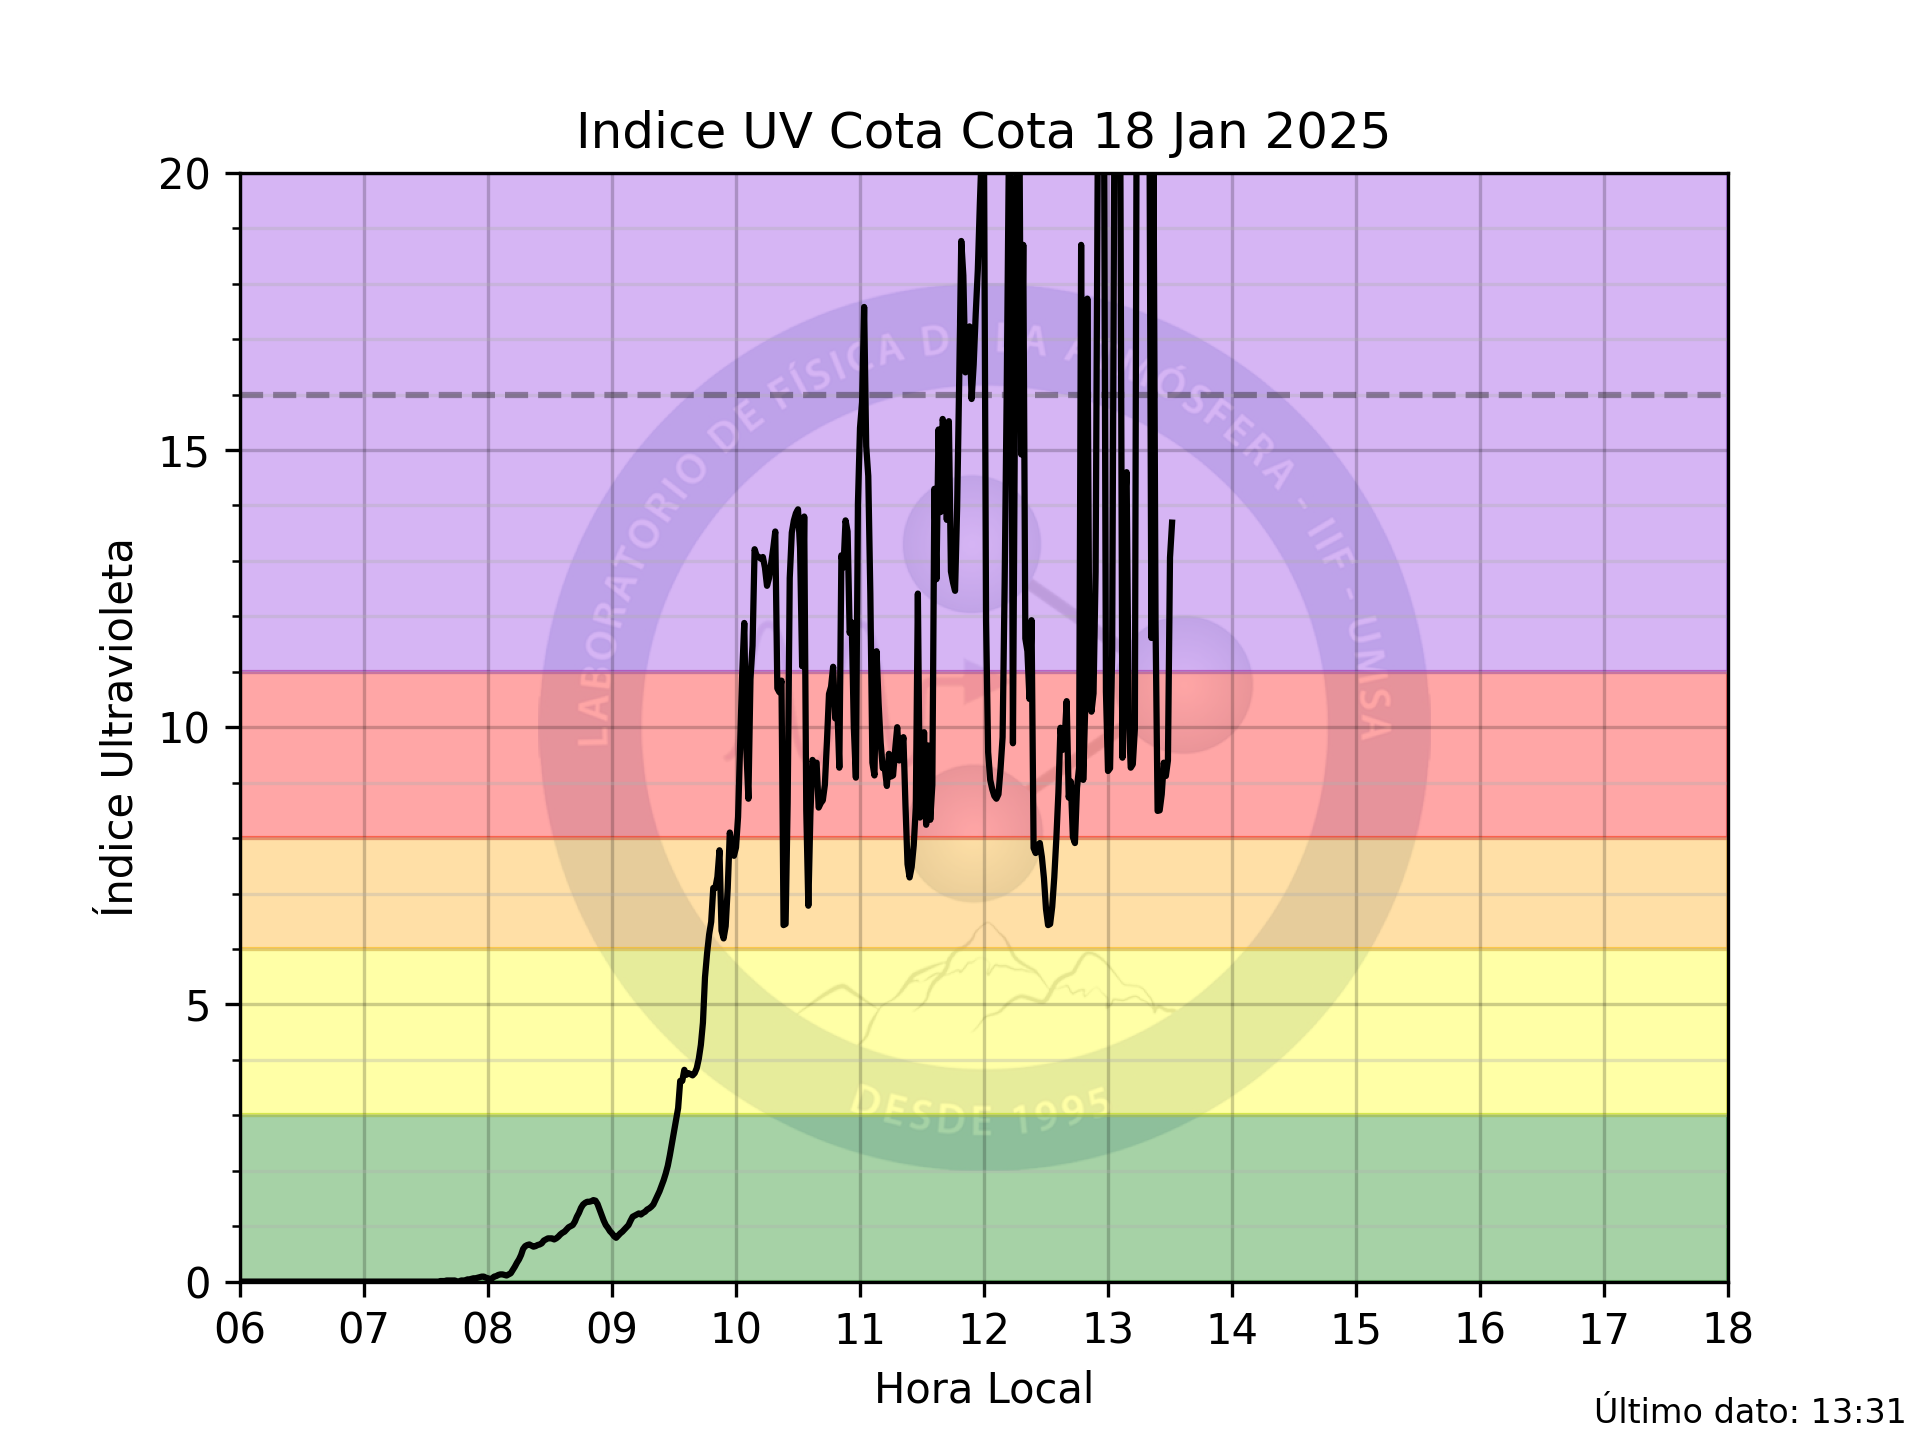 Indice UV Cota Cota 18 Jan 2025
20
15
10
5
0
Índice Ultravioleta
LABORATORIO DE FÍSICA DE LA ATMÓSFERA - IIF - UMSA
DESDE 1995
06 07 08 09 10 11 12 13 14 15 16 17 18
Hora Local
Último dato: 13:31